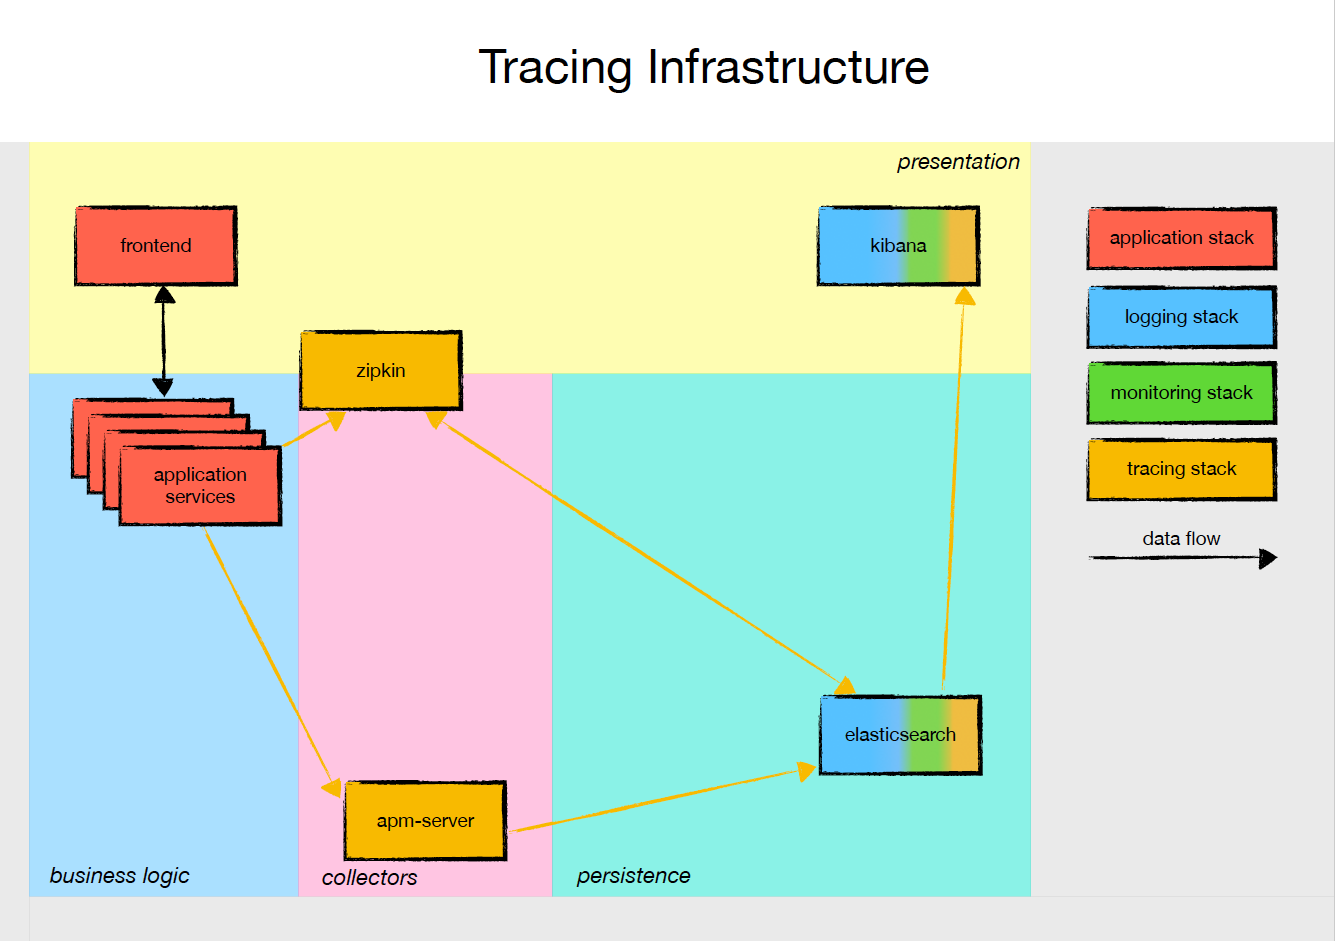 Tracing Infrastructure
presentation
frontend
kibana
zipkin
application
services
elasticsearch
apm-server
business logic
collectors
persistence
application stack
logging stack
monitoring stack
tracing stack
data flow